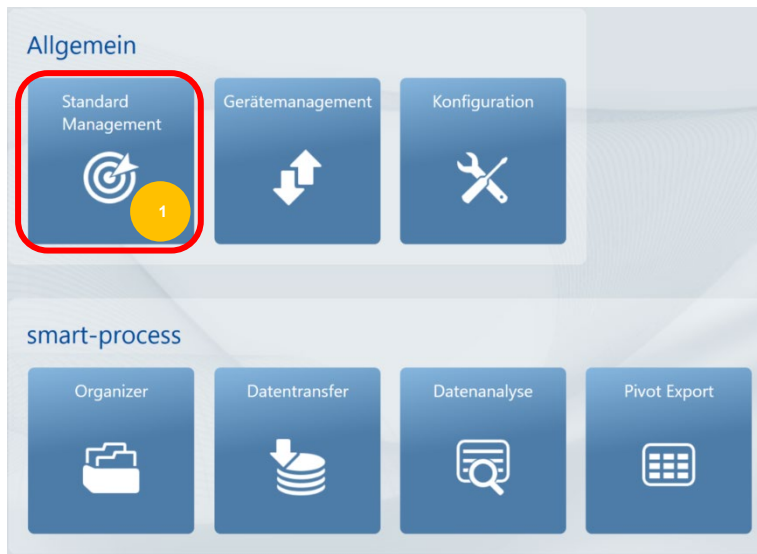 Allgemein
Standard
Management
Gerätemanagement
Konfiguration
1
smart-process
Organizer
Datentransfer
Datenanalyse
Pivot Export